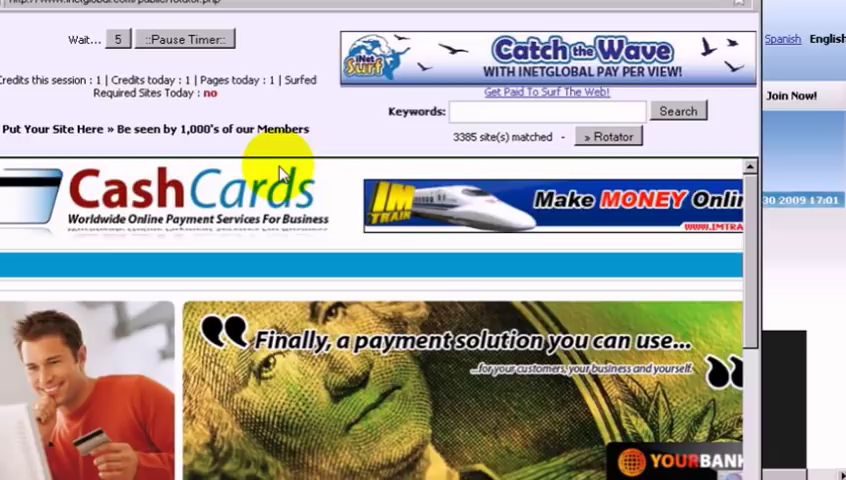 http://www.inetglobal.com/public/rotator.php
Spanish English
Wait... 5 ::Pause Timer::
iNet Surf
Catch the Wave
WITH INETGLOBAL PAY PER VIEW!
Get Paid To Surf The Web!
Credits this session : 1 | Credits today : 1 | Pages today : 1 | Surfed
Required Sites Today : no
Join Now!
Keywords: Search
Put Your Site Here » Be seen by 1,000's of our Members
3385 site(s) matched - » Rotator
CashCards
Worldwide Online Payment Services For Business
IM TRAIN
Make MONEY Onlin
WWW.IMTRA
30 2009 17:01
“Finally, a payment solution you can use...
...for your customers, your business and yourself.”
YOURBANK